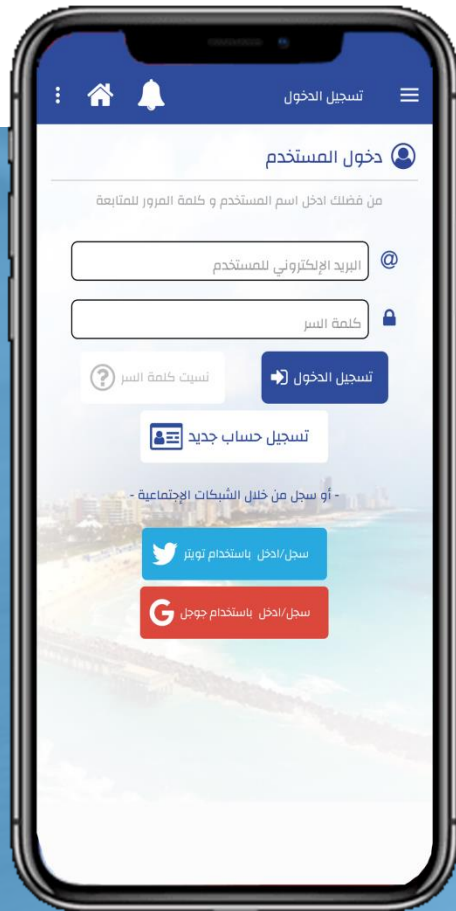 تسجيل الدخول
دخول المستخدم
من فضلك ادخل اسم المستخدم و كلمة المرور للمتابعة
@
البريد الإلكتروني للمستخدم
كلمة السر
تسجيل الدخول
نسيت كلمة السر
تسجيل حساب جديد
- أو سجل من خلال الشبكات الإجتماعية -
سجل/ادخل باستخدام تويتر
سجل/ادخل باستخدام جوجل